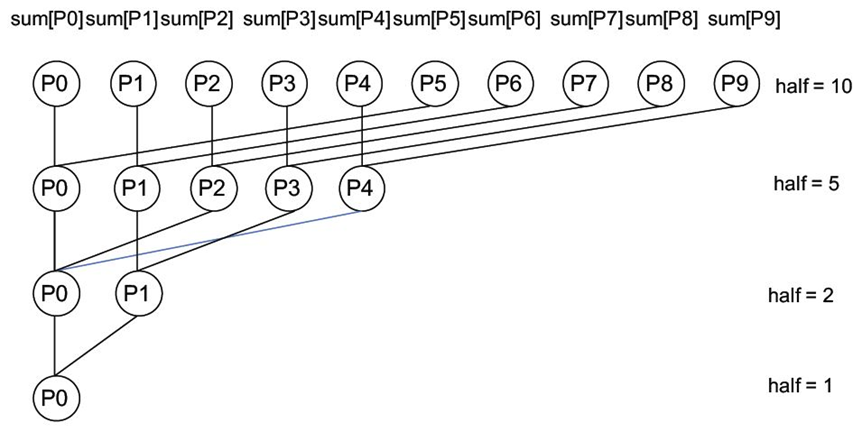 sum[P0] sum[P1] sum[P2] sum[P3] sum[P4] sum[P5] sum[P6] sum[P7] sum[P8] sum[P9]
P0 P1 P2 P3 P4 P5 P6 P7 P8 P9 half = 10
P0 P1 P2 P3 P4 half = 5
P0 P1 half = 2
P0 half = 1